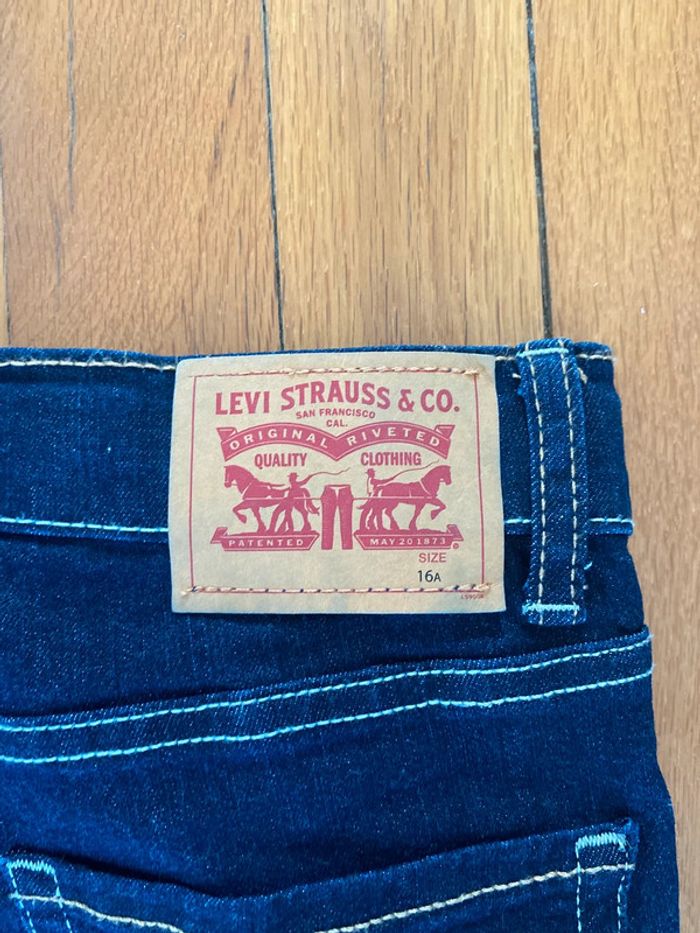 LEVI STRAUSS & CO.
SAN FRANCISCO
CAL.
ORIGINAL RIVETED
QUALITY CLOTHING
PATENTED MAY 20 1873
SIZE
16A